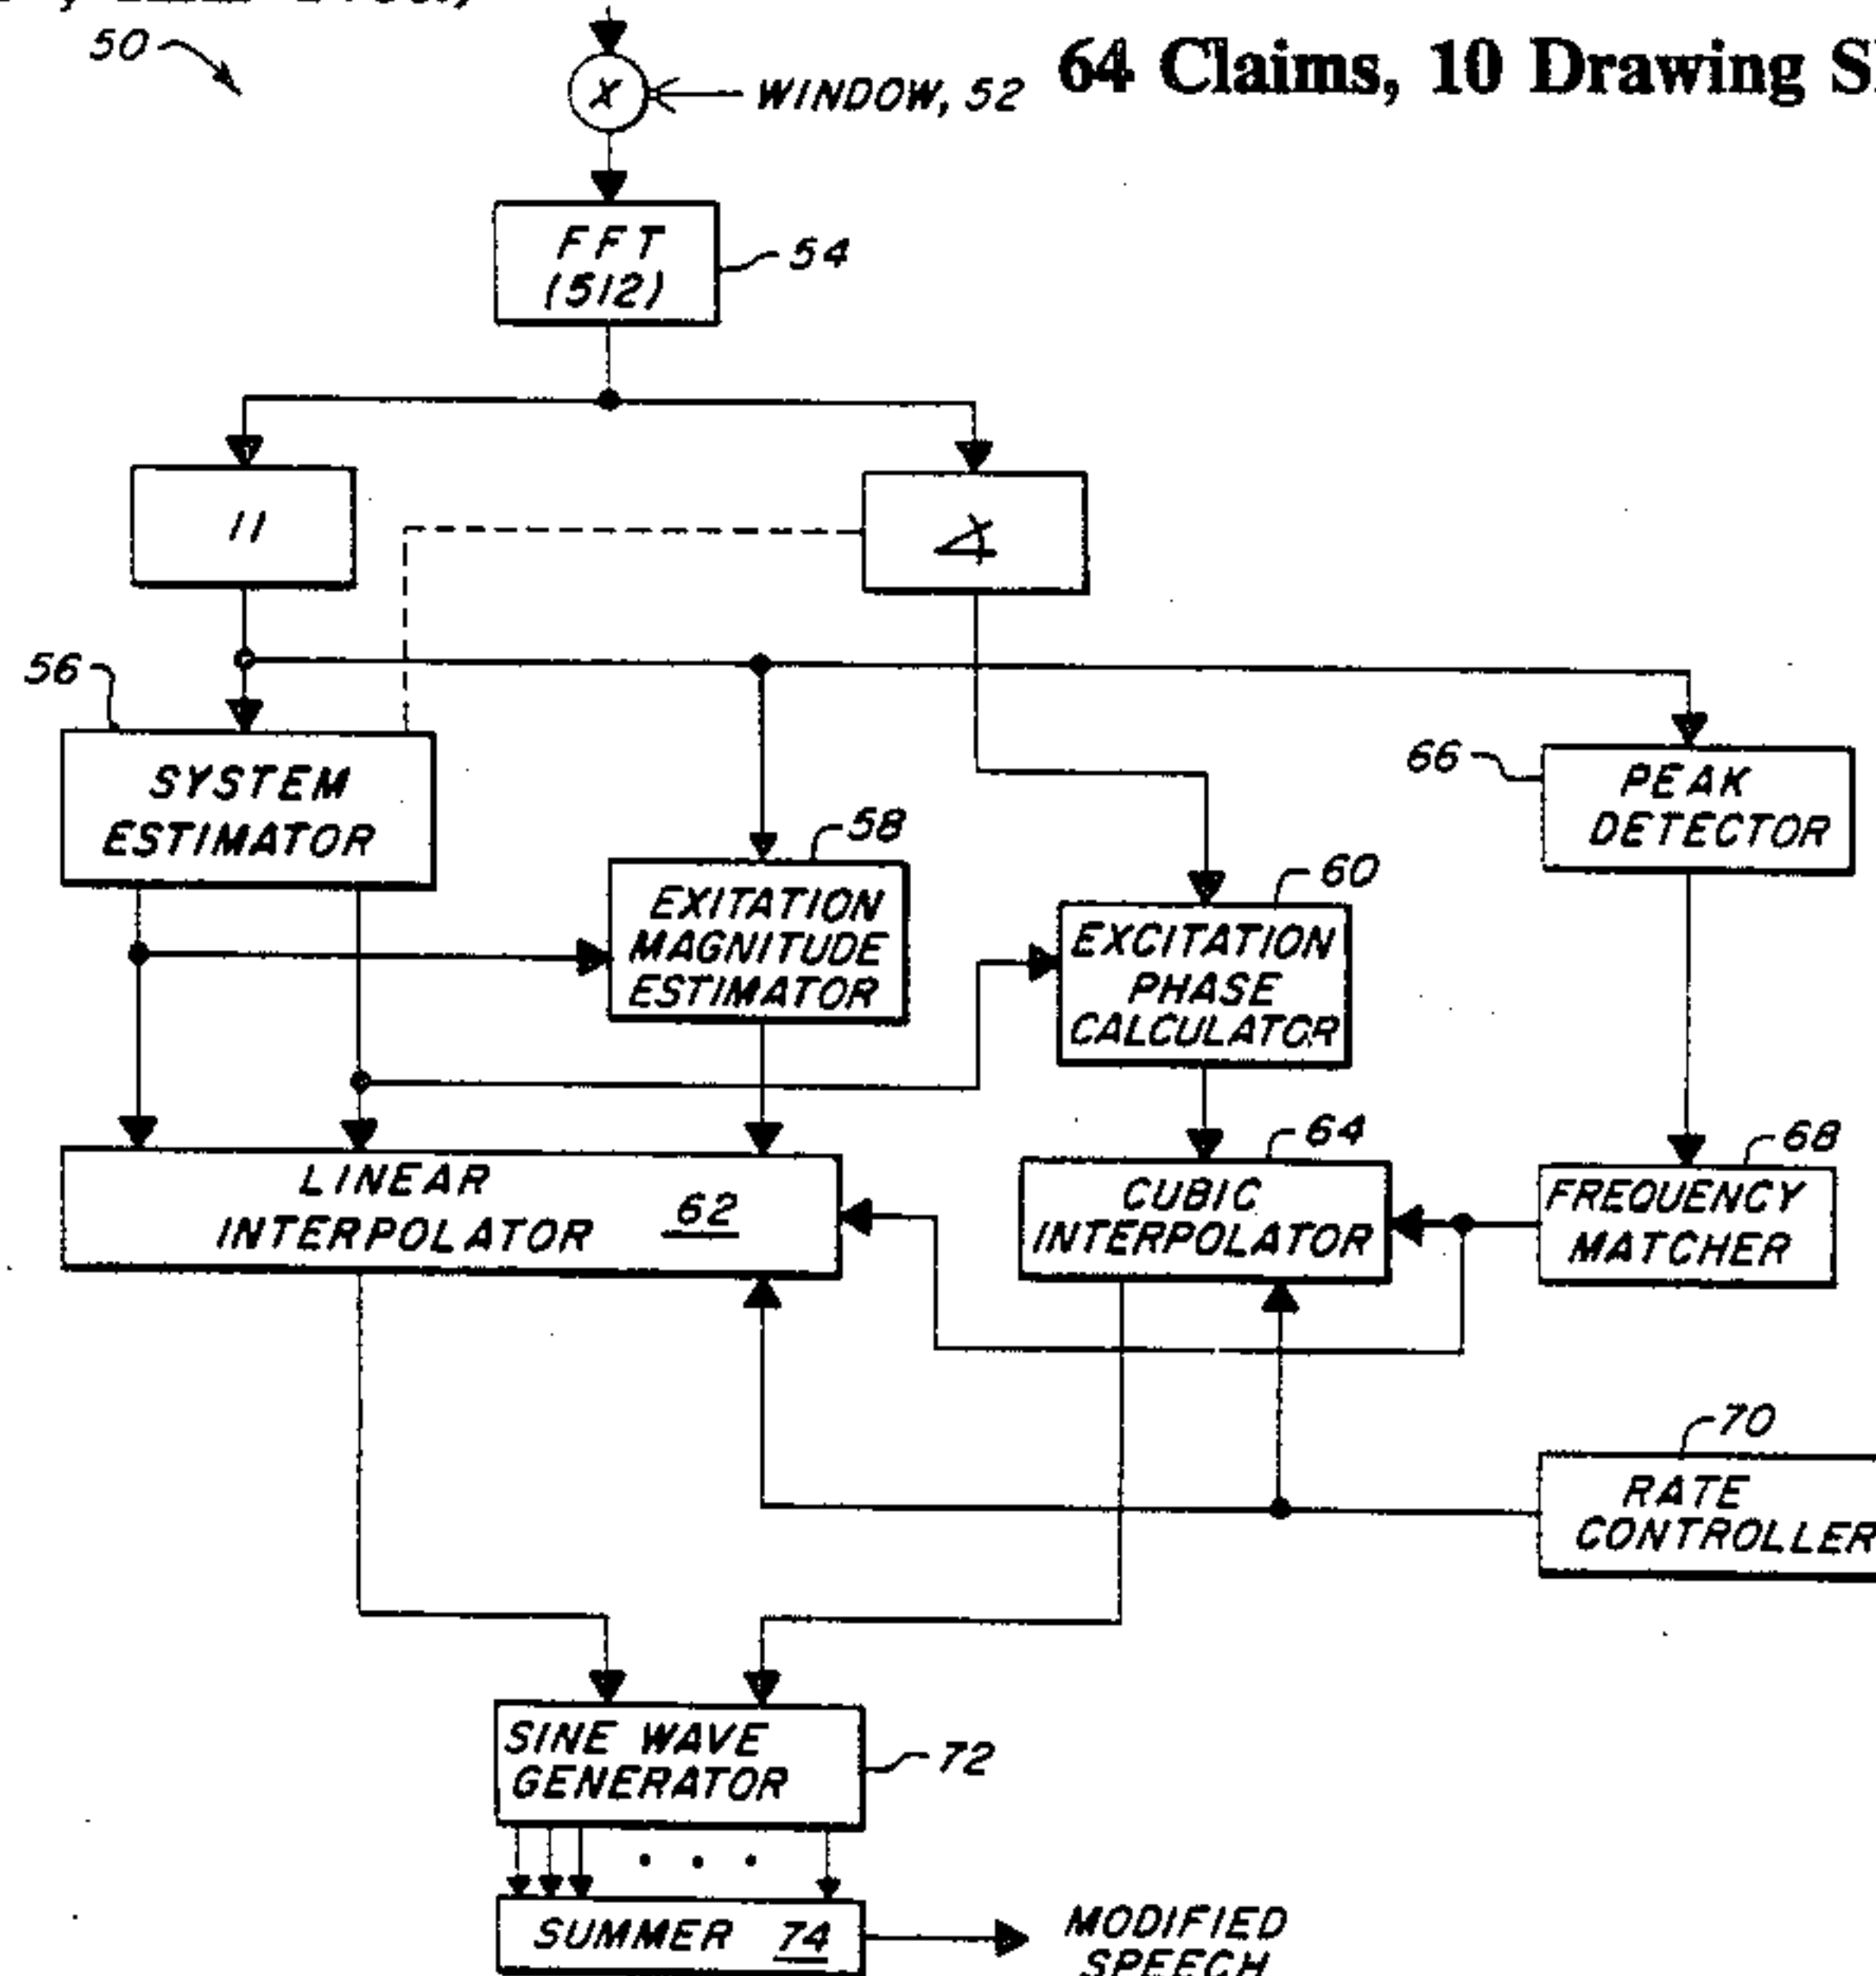 50
64 Claims, 10 Drawing
X
WINDOW, 52
FFT
(512)
54
||
∡
56
SYSTEM
ESTIMATOR
58
EXITATION
MAGNITUDE
ESTIMATOR
60
EXCITATION
PHASE
CALCULATOR
66
PEAK
DETECTOR
LINEAR
INTERPOLATOR
62
64
CUBIC
INTERPOLATOR
68
FREQUENCY
MATCHER
70
RATE
CONTROLLER
SINE WAVE
GENERATOR
72
• • •
SUMMER 74
MODIFIED
SPEECH